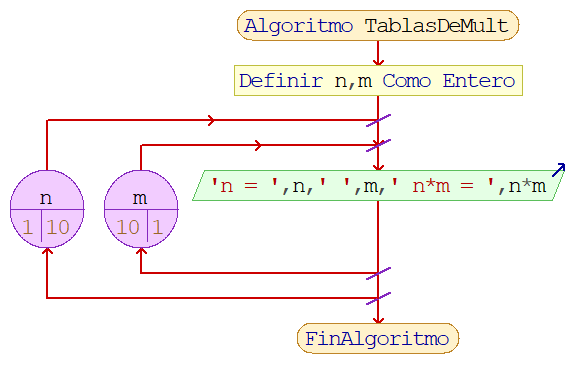 Algoritmo TablasDeMult
Definir n,m Como Entero
n
1 10
m
10 1
'n = ',n,' ',m,' n*m = ',n*m
FinAlgoritmo